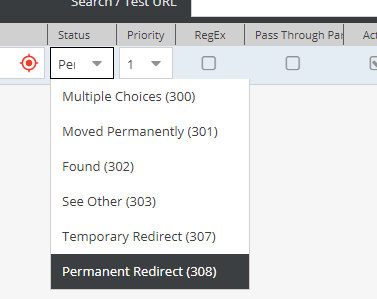 Search / Test URL
Status Priority RegEx Pass Through Par
Per 1
Multiple Choices (300)
Moved Permanently (301)
Found (302)
See Other (303)
Temporary Redirect (307)
Permanent Redirect (308)